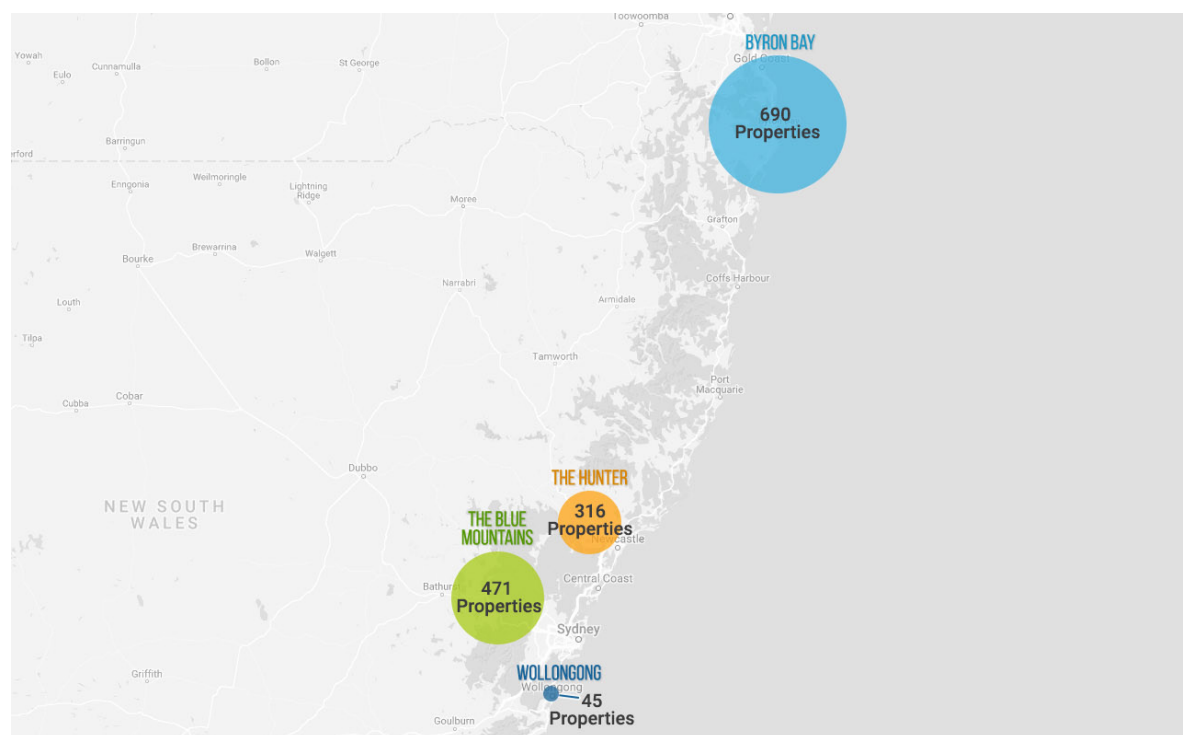 Toowoomba
BYRON BAY
Gold Coast
Yowah
Eulo
Cunnamulla
Bollon
St George
690
Properties
Barringun
erford
Enngonia
Weilmoringle
Lightning
Ridge
Moree
Grafton
Bourke
Brewarrina
Walgett
Coffs Harbour
Narrabri
Louth
Armidale
Tilpa
Tamworth
Port
Macquarie
Cubba
Cobar
Dubbo
THE HUNTER
NEW SOUTH
WALES
316
Properties
THE BLUE
MOUNTAINS
Newcastle
Central Coast
Bathurst
471
Properties
Sydney
Griffith
WOLLONGONG
Wollongong
45
Properties
Goulburn